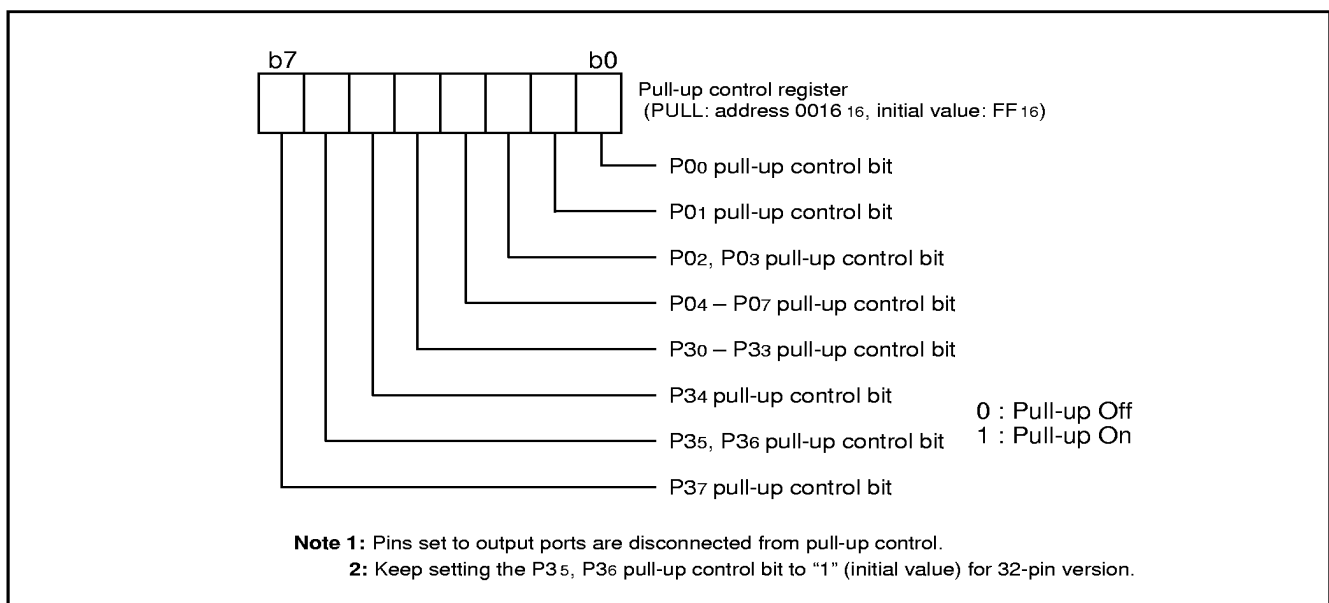 b7 b0
Pull-up control register
(PULL: address 0016 16, initial value: FF 16)
P00 pull-up control bit
P01 pull-up control bit
P02, P03 pull-up control bit
P04 – P07 pull-up control bit
P30 – P33 pull-up control bit
P34 pull-up control bit
P35, P36 pull-up control bit
P37 pull-up control bit
0 : Pull-up Off
1 : Pull-up On
Note 1: Pins set to output ports are disconnected from pull-up control.
2: Keep setting the P35, P36 pull-up control bit to “1” (initial value) for 32-pin version.